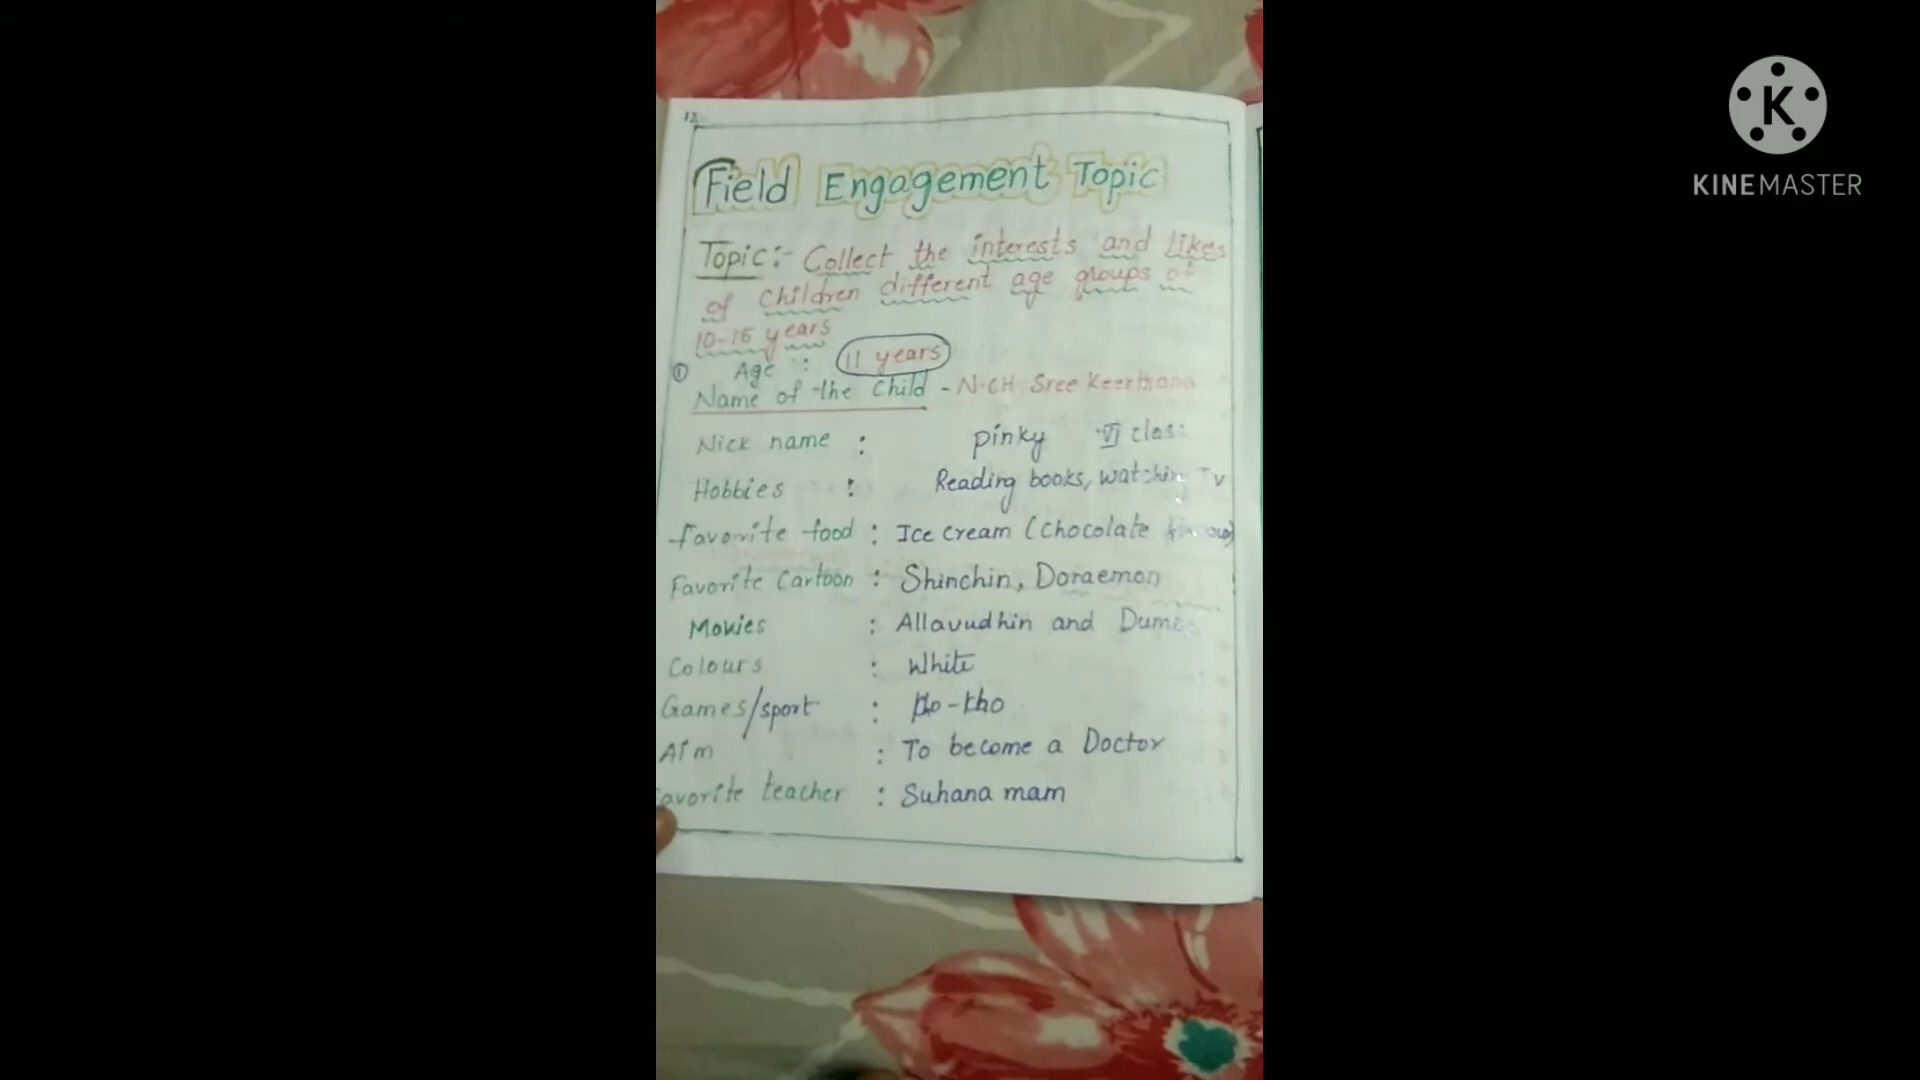 Field Engagement Topic
Topic:- Collect the interests and likes
of children different age groups of
10-15 years
① Age : 11 years
Name of the child - N.CH Sree Keerthana
Nick name : pinky VI class
Hobbies : Reading books, watching TV
favorite food : Ice cream (chocolate
Favorite Cartoon : Shinchin, Doraemon
Movies : Allavudhin and
Colours : White
Games/sport : kho-kho
Aim : To become a Doctor
Favorite teacher : Suhana mam
K
KINEMASTER